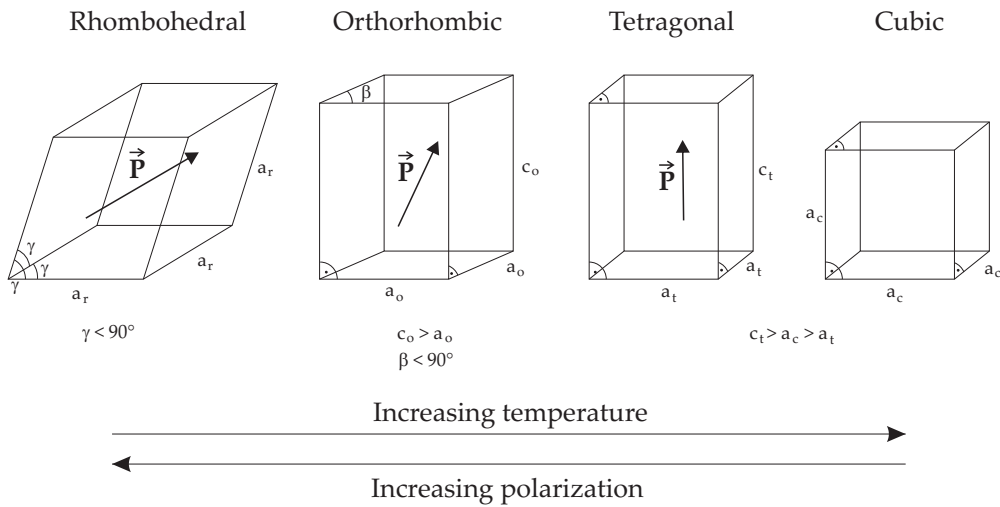 Rhombohedral Orthorhombic Tetragonal Cubic
β
P⃗ a_r P⃗ c_o P⃗ c_t a_c
γ γ γ a_r a_r
a_o a_o
a_t a_t
a_c a_c
γ < 90°
c_o > a_o
β < 90°
c_t > a_c > a_t
Increasing temperature
Increasing polarization